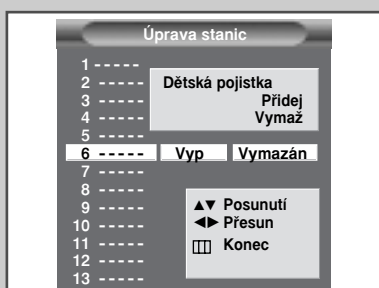 Úprava stanic
1 - - - - -
2 - - - - - Dětská pojistka
3 - - - - - Přidej
4 - - - - - Vymaž
5 - - - - -
6 - - - - - Vyp Vymazán
7 - - - - -
8 - - - - -
9 - - - - - ▲▼ Posunutí
10 - - - - - ◄► Přesun
11 - - - - - Konec
12 - - - - -
13 - - - - -